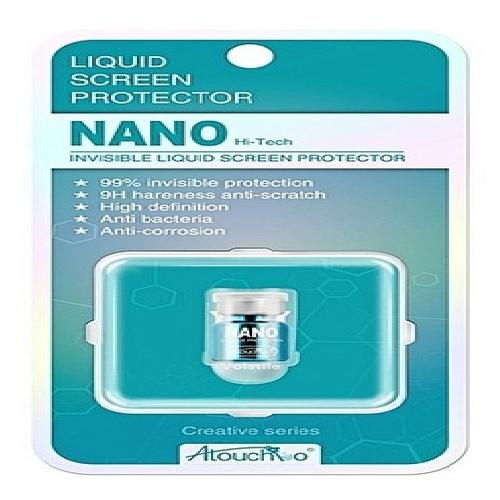 LIQUID
SCREEN
PROTECTOR
NANO Hi-Tech
INVISIBLE LIQUID SCREEN PROTECTOR
★ 99% invisible protection
★ 9H hareness anti-scratch
★ High definition
★ Anti bacteria
★ Anti-corrosion
NANO
Volatile
Creative series
Atouchbo